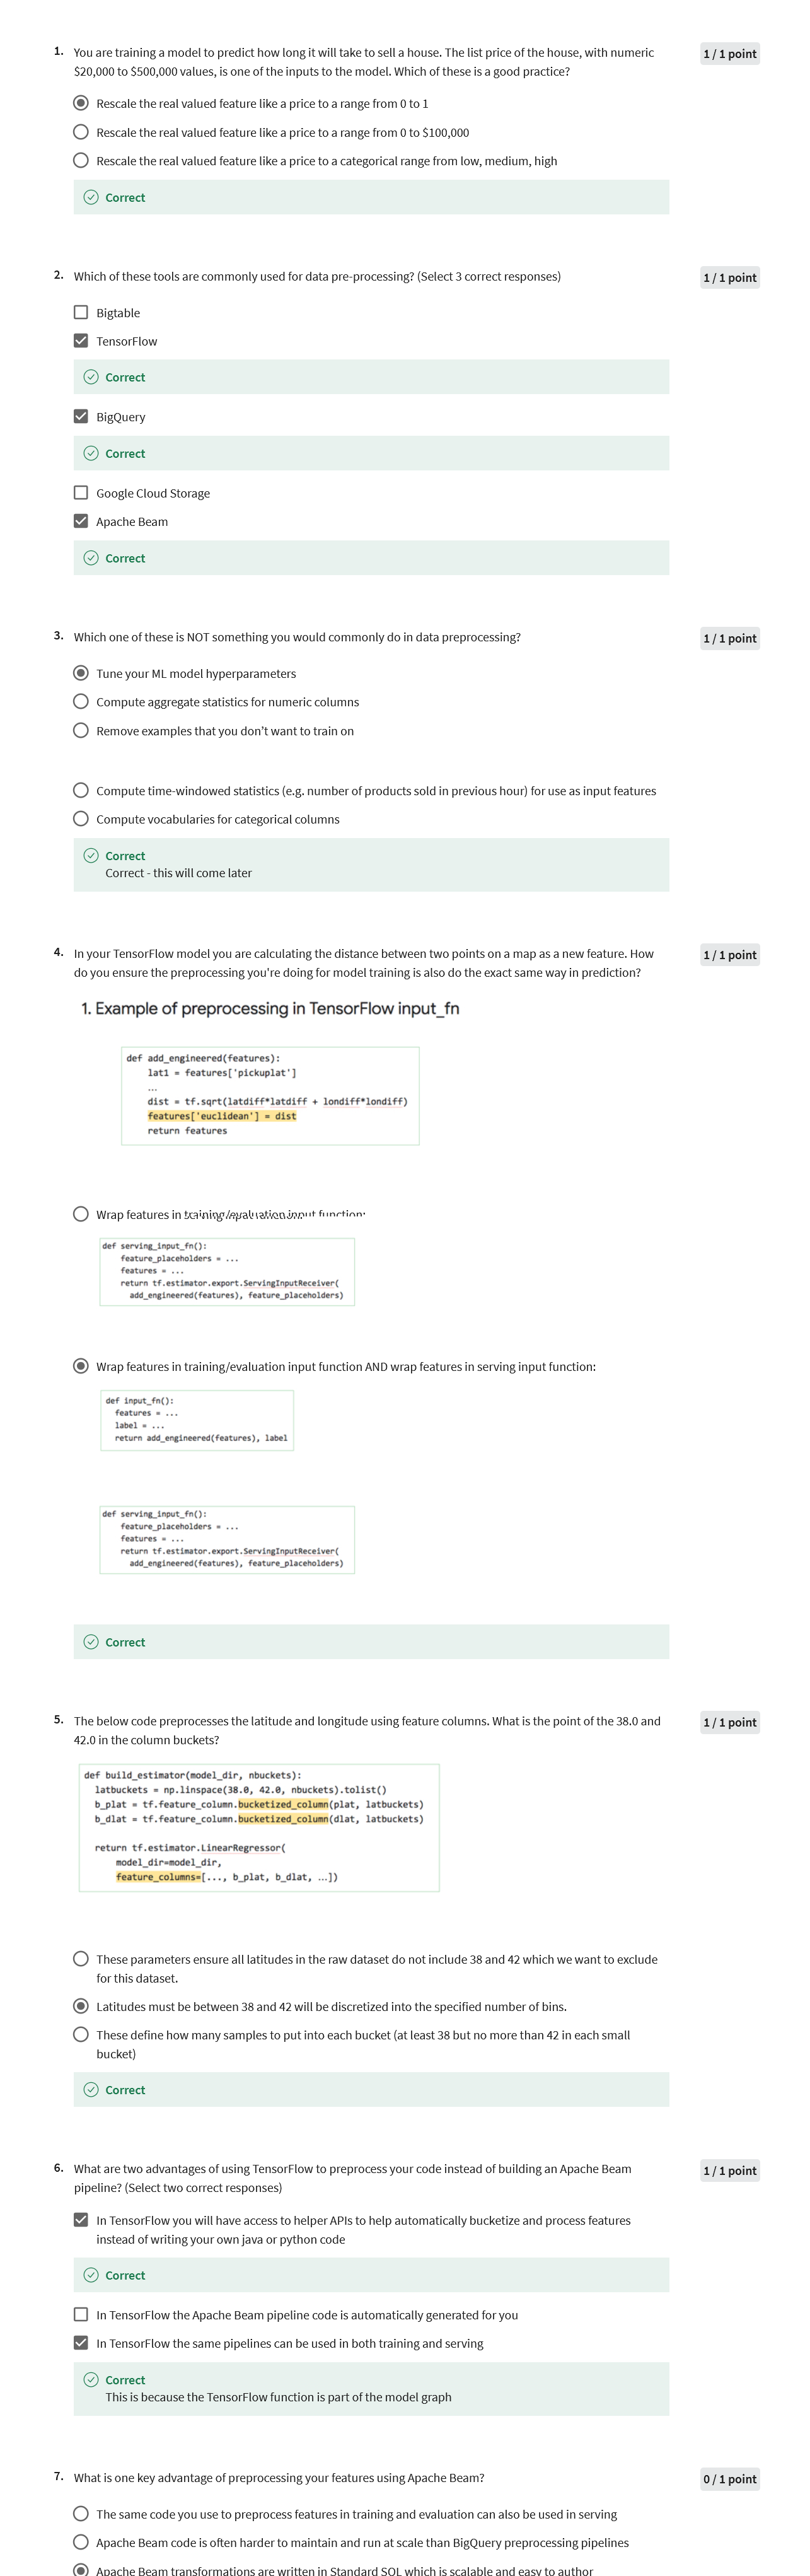 1. You are training a model to predict how long it will take to sell a house. The list price of the house, with numeric
$20,000 to $500,000 values, is one of the inputs to the model. Which of these is a good practice?
1 / 1 point
Rescale the real valued feature like a price to a range from 0 to 1
Rescale the real valued feature like a price to a range from 0 to $100,000
Rescale the real valued feature like a price to a categorical range from low, medium, high
Correct
2. Which of these tools are commonly used for data pre-processing? (Select 3 correct responses)
1 / 1 point
Bigtable
TensorFlow
Correct
BigQuery
Correct
Google Cloud Storage
Apache Beam
Correct
3. Which one of these is NOT something you would commonly do in data preprocessing?
1 / 1 point
Tune your ML model hyperparameters
Compute aggregate statistics for numeric columns
Remove examples that you don't want to train on
Compute time-windowed statistics (e.g. number of products sold in previous hour) for use as input features
Compute vocabularies for categorical columns
Correct
Correct - this will come later
4. In your TensorFlow model you are calculating the distance between two points on a map as a new feature. How
do you ensure the preprocessing you're doing for model training is also do the exact same way in prediction?
1 / 1 point
1. Example of preprocessing in TensorFlow input_fn
def add_engineered(features):
lat1 = features['pickuplat']
...
dist = tf.sqrt(latdiff*latdiff + londiff*londiff)
features['euclidean'] = dist
return features
Wrap features in training/evaluation input function:
def serving_input_fn():
feature_placeholders = ...
features = ...
return tf.estimator.export.ServingInputReceiver(
add_engineered(features), feature_placeholders)
Wrap features in training/evaluation input function AND wrap features in serving input function:
def input_fn():
features = ...
label = ...
return add_engineered(features), label
def serving_input_fn():
feature_placeholders = ...
features = ...
return tf.estimator.export.ServingInputReceiver(
add_engineered(features), feature_placeholders)
Correct
5. The below code preprocesses the latitude and longitude using feature columns. What is the point of the 38.0 and
42.0 in the column buckets?
1 / 1 point
def build_estimator(model_dir, nbuckets):
latbuckets = np.linspace(38.0, 42.0, nbuckets).tolist()
b_plat = tf.feature_column.bucketized_column(plat, latbuckets)
b_dlat = tf.feature_column.bucketized_column(dlat, latbuckets)
return tf.estimator.LinearRegressor(
model_dir=model_dir,
feature_columns=[..., b_plat, b_dlat, ...])
These parameters ensure all latitudes in the raw dataset do not include 38 and 42 which we want to exclude
for this dataset.
Latitudes must be between 38 and 42 will be discretized into the specified number of bins.
These define how many samples to put into each bucket (at least 38 but no more than 42 in each small
bucket)
Correct
6. What are two advantages of using TensorFlow to preprocess your code instead of building an Apache Beam
pipeline? (Select two correct responses)
1 / 1 point
In TensorFlow you will have access to helper APIs to help automatically bucketize and process features
instead of writing your own java or python code
Correct
In TensorFlow the Apache Beam pipeline code is automatically generated for you
In TensorFlow the same pipelines can be used in both training and serving
Correct
This is because the TensorFlow function is part of the model graph
7. What is one key advantage of preprocessing your features using Apache Beam?
0 / 1 point
The same code you use to preprocess features in training and evaluation can also be used in serving
Apache Beam code is often harder to maintain and run at scale than BigQuery preprocessing pipelines
Apache Beam transformations are written in Standard SQL which is scalable and easy to author